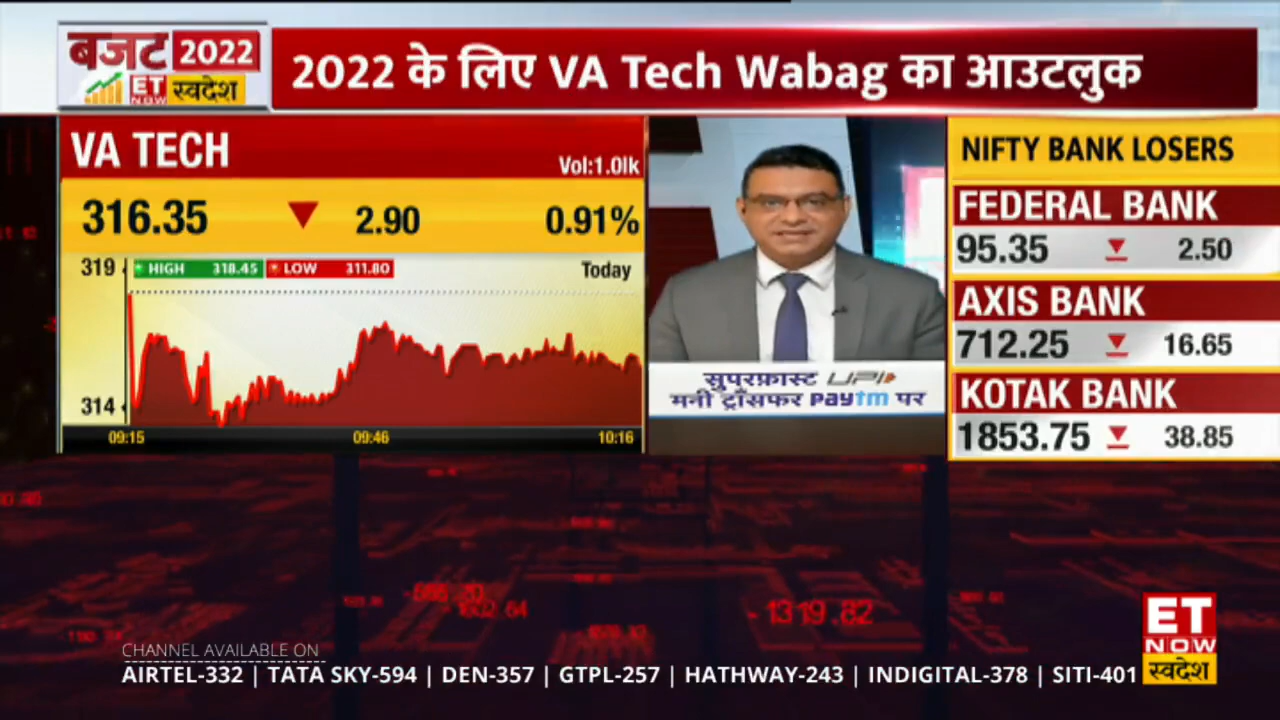 बजट 2022
ET NOW स्वदेश
2022 के लिए VA Tech Wabag का आउटलुक
VA TECH
Vol:1.0lk
316.35 2.90 0.91%
319
HIGH 318.45 LOW 311.80 Today
314
09:15 09:46 10:16
सुपरफ़ास्ट UPI
मनी ट्राँसफर paytm पर
NIFTY BANK LOSERS
FEDERAL BANK
95.35 2.50
AXIS BANK
712.25 16.65
KOTAK BANK
1853.75 38.85
-1319.82
CHANNEL AVAILABLE ON
AIRTEL-332 | TATA SKY-594 | DEN-357 | GTPL-257 | HATHWAY-243 | INDIGITAL-378 | SITI-401
ET
NOW
स्वदेश